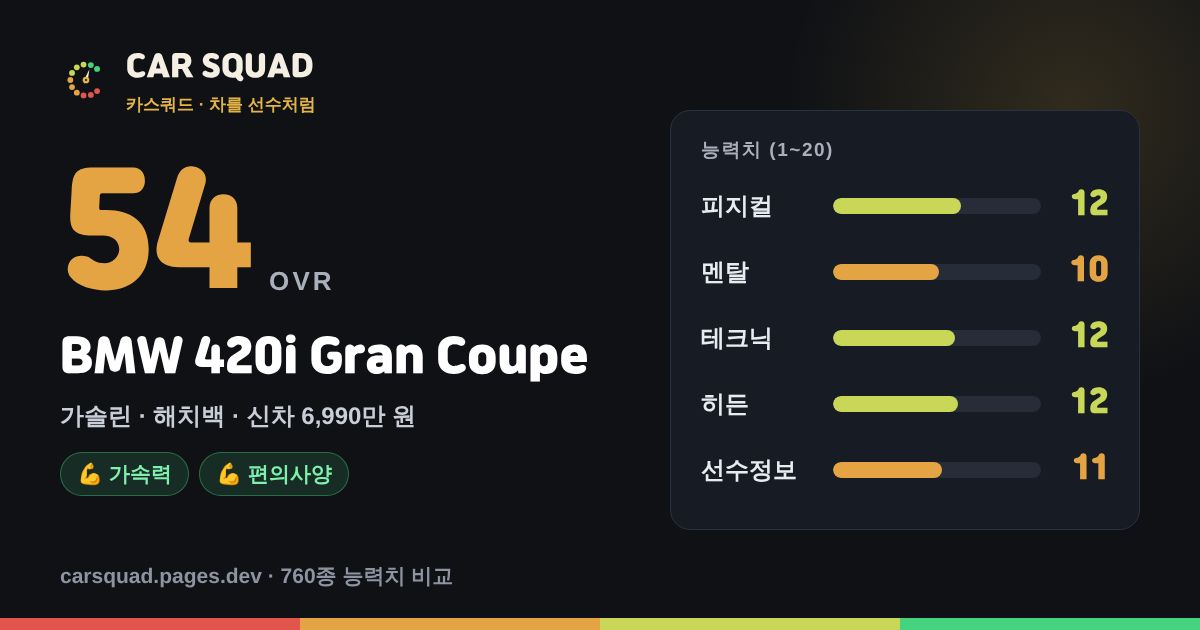 CAR SQUAD
카스쿼드 · 차를 선수처럼
54 OVR
BMW 420i Gran Coupe
가솔린 · 해치백 · 신차 6,990만 원
💪 가속력 💪 편의사양
carsquad.pages.dev · 760종 능력치 비교
능력치 (1~20)
피지컬 12
멘탈 10
테크닉 12
히든 12
선수정보 11